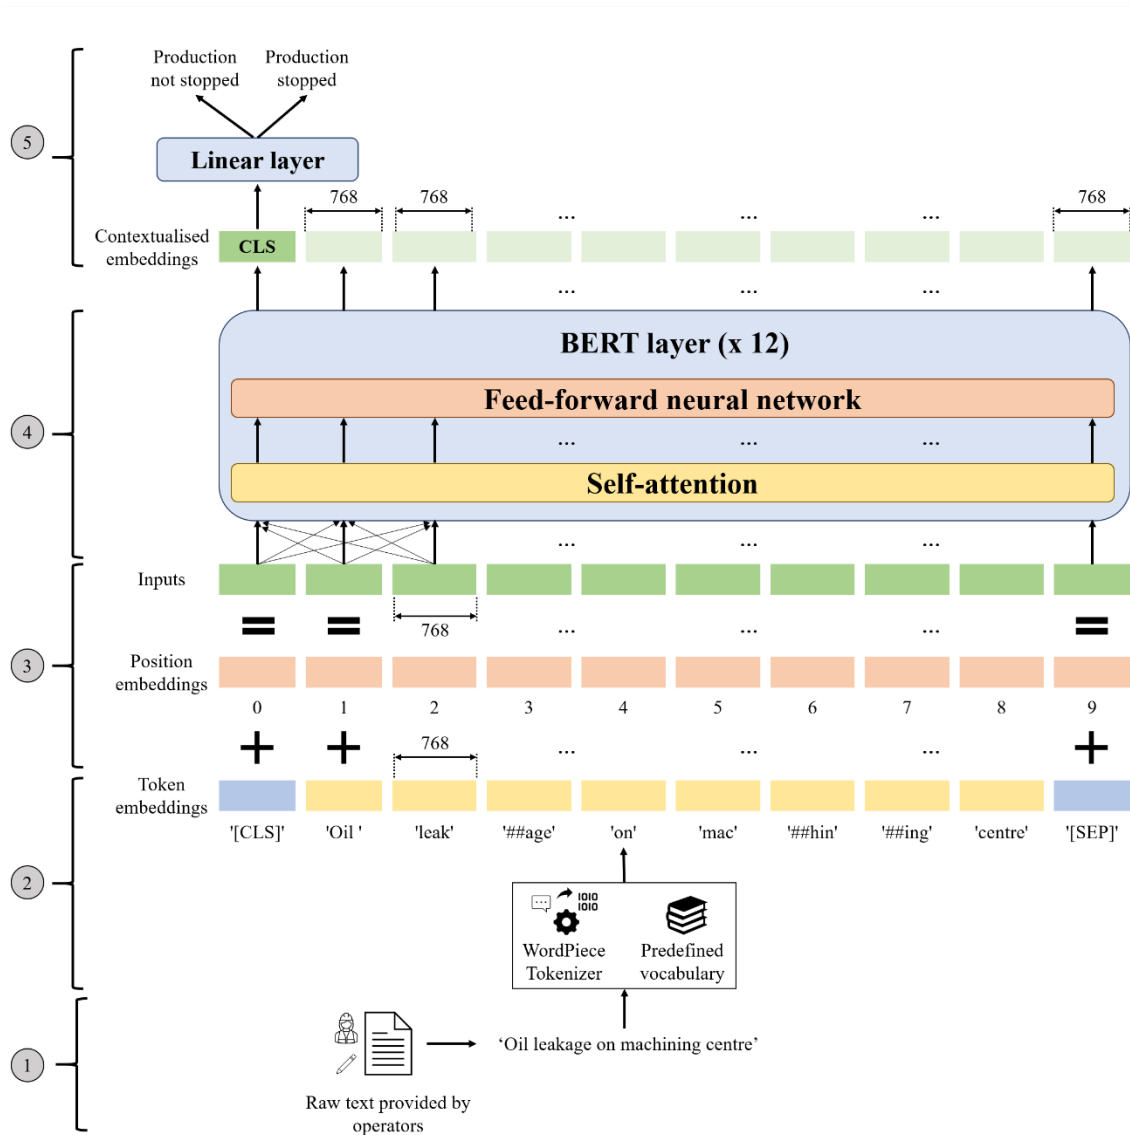 Production
not stopped
Production
stopped
5
Linear layer
768
768
...
...
768
Contextualised
embeddings
CLS
...
...
...
BERT layer (x 12)
Feed-forward neural network
4
...
...
...
Self-attention
...
...
...
Inputs
768
...
...
...
3
Position
embeddings
0 1 2 3 4 5 6 7 8 9
768
...
...
...
Token
embeddings
'[CLS]' 'Oil ' 'leak' '##age' 'on' 'mac' '##hin' '##ing' 'centre' '[SEP]'
2
1010
1010
WordPiece
Tokenizer
Predefined
vocabulary
1
‘Oil leakage on machining centre’
Raw text provided by
operators